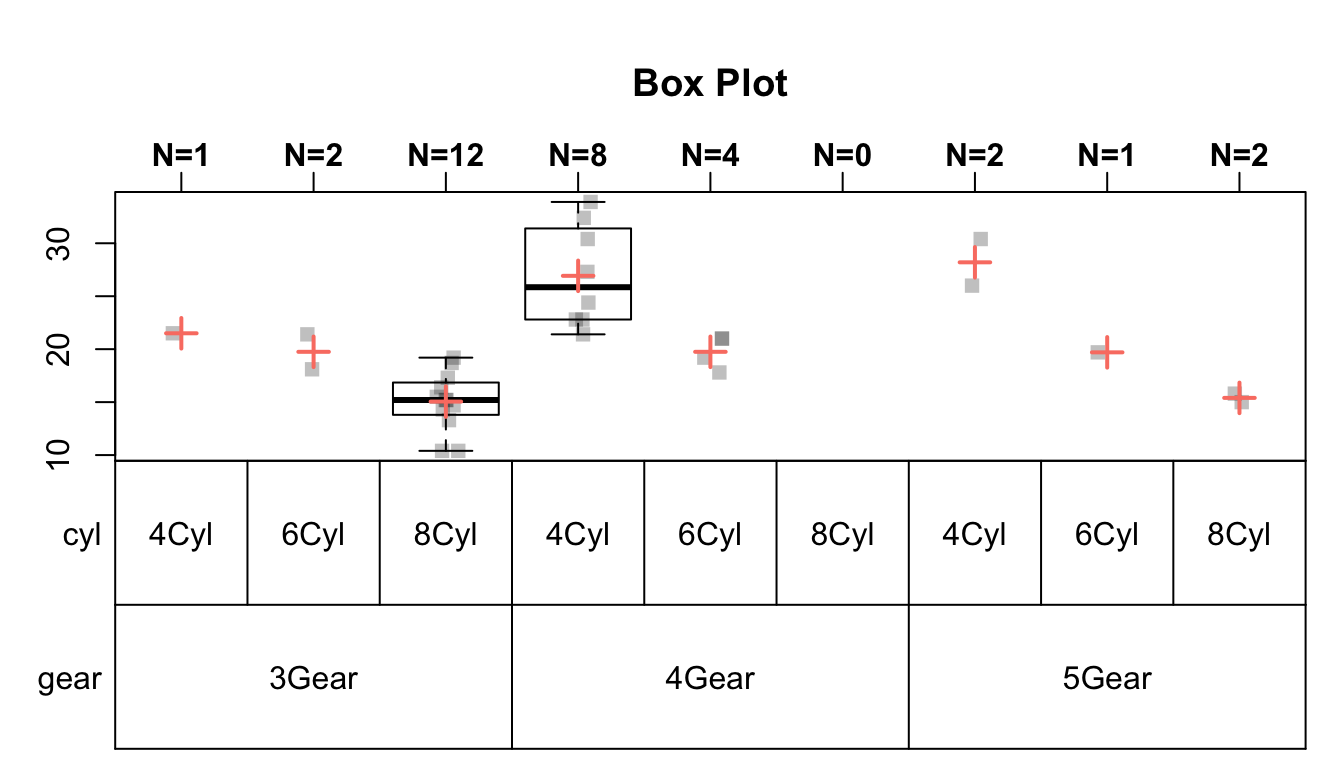 Box Plot
N=1 N=2 N=12 N=8 N=4 N=0 N=2 N=1 N=2
30
20
10
cyl 4Cyl 6Cyl 8Cyl 4Cyl 6Cyl 8Cyl 4Cyl 6Cyl 8Cyl
gear 3Gear 4Gear 5Gear